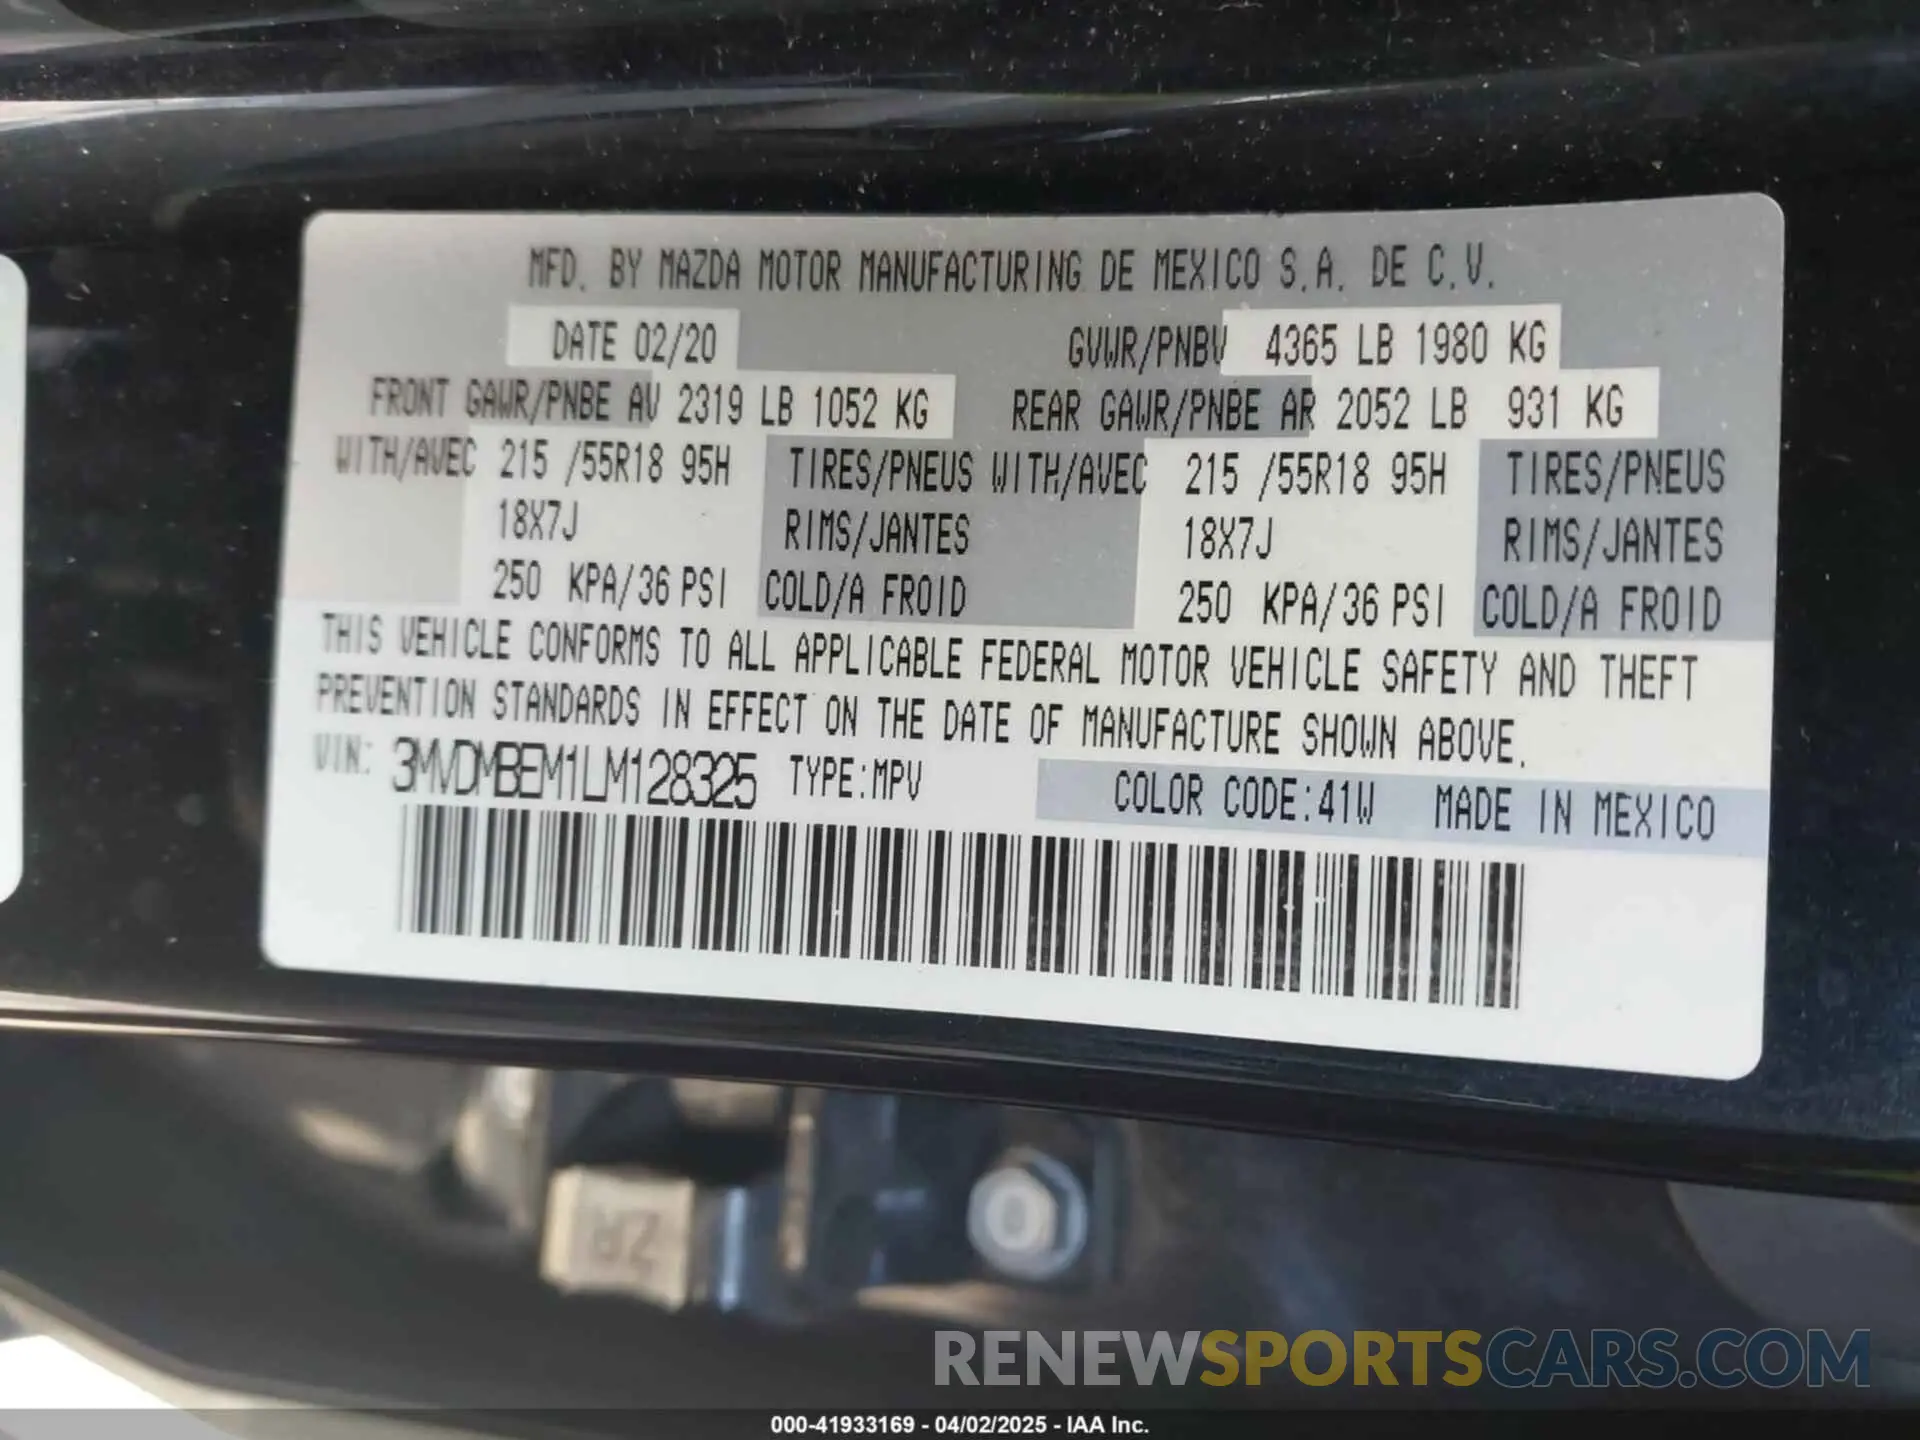 MFD. BY MAZDA MOTOR MANUFACTURING DE MEXICO S.A. DE C.V.
DATE 02/20 GVWR/PNBV 4365 LB 1980 KG
FRONT GAWR/PNBE AV 2319 LB 1052 KG REAR GAWR/PNBE AR 2052 LB 931 KG
WITH/AVEC 215 /55R18 95H TIRES/PNEUS WITH/AVEC 215 /55R18 95H TIRES/PNEUS
18X7J RIMS/JANTES 18X7J RIMS/JANTES
250 KPA/36 PSI COLD/A FROID 250 KPA/36 PSI COLD/A FROID
THIS VEHICLE CONFORMS TO ALL APPLICABLE FEDERAL MOTOR VEHICLE SAFETY AND THEFT
PREVENTION STANDARDS IN EFFECT ON THE DATE OF MANUFACTURE SHOWN ABOVE.
VIN: 3MVDMBEM1LM128325 TYPE:MPV COLOR CODE:41W MADE IN MEXICO
RENEWSPORTSCARS.COM
000-41933169 - 04/02/2025 - IAA Inc.